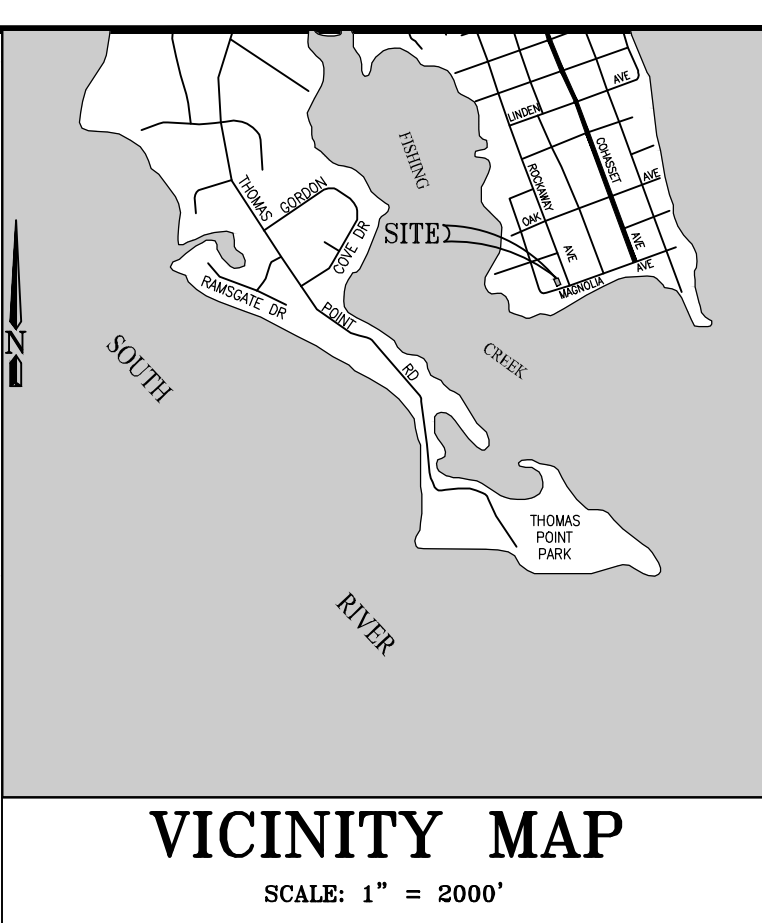 AVE
LINDEN
FISHING
COHASSET
ROCKAWAY
AVE
THOMAS
GORDON
OAK
COVE DR
SITE
AVE
AVE
AVE
RAMSGATE DR
MAGNOLIA
POINT
N
SOUTH
CREEK
RD
THOMAS
POINT
PARK
RIVER
VICINITY MAP
SCALE: 1" = 2000'